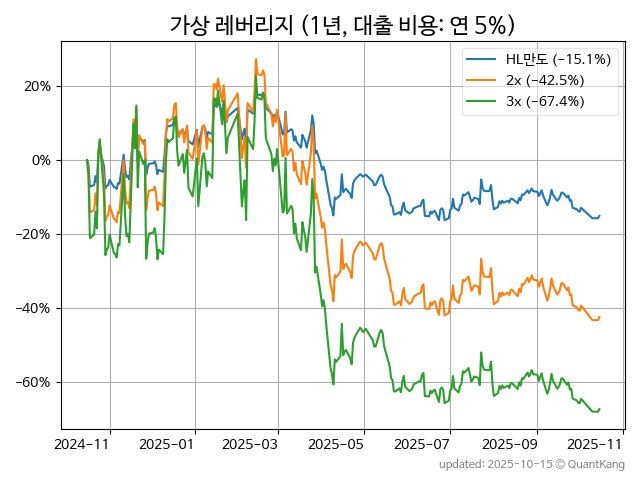 가상 레버리지 (1년, 대출 비용: 연 5%)
HL만도 (−15.1%)
2x (−42.5%)
3x (−67.4%)
20%
0%
−20%
−40%
−60%
2024−11 2025−01 2025−03 2025−05 2025−07 2025−09 2025−11
updated: 2025-10-15 © QuantKang